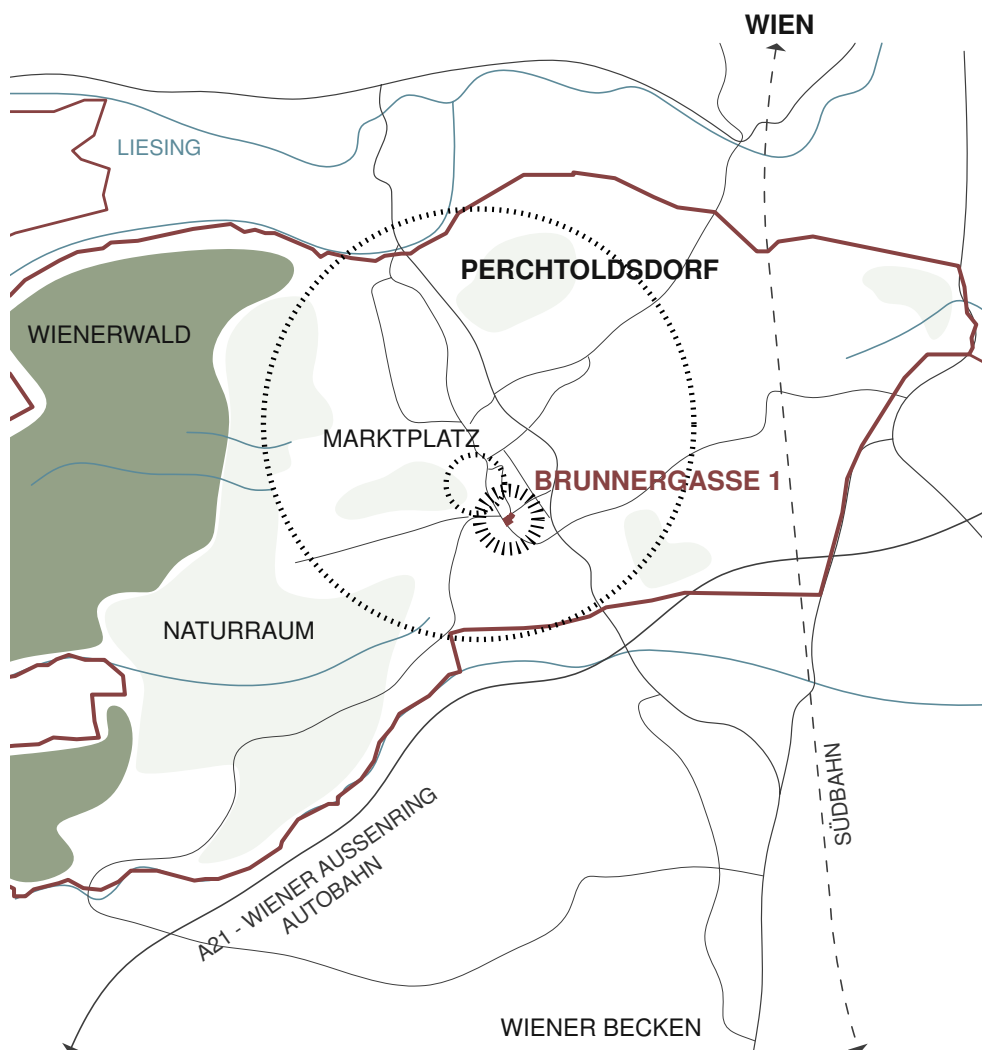 WIEN
LIESING
PERCHTOLDSDORF
WIENERWALD
MARKTPLATZ
BRUNNERGASSE 1
NATURRAUM
SÜDBAHN
A21 - WIENER AUSSENRING
AUTOBAHN
WIENER BECKEN